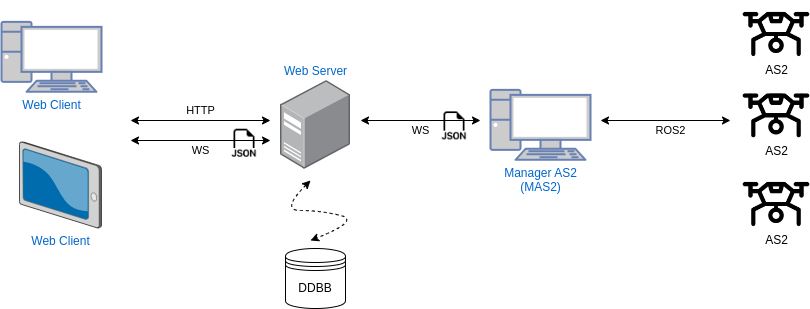 Web Client
Web Client
HTTP
WS
JSON
Web Server
DDBB
WS
JSON
Manager AS2
(MAS2)
ROS2
AS2
AS2
AS2